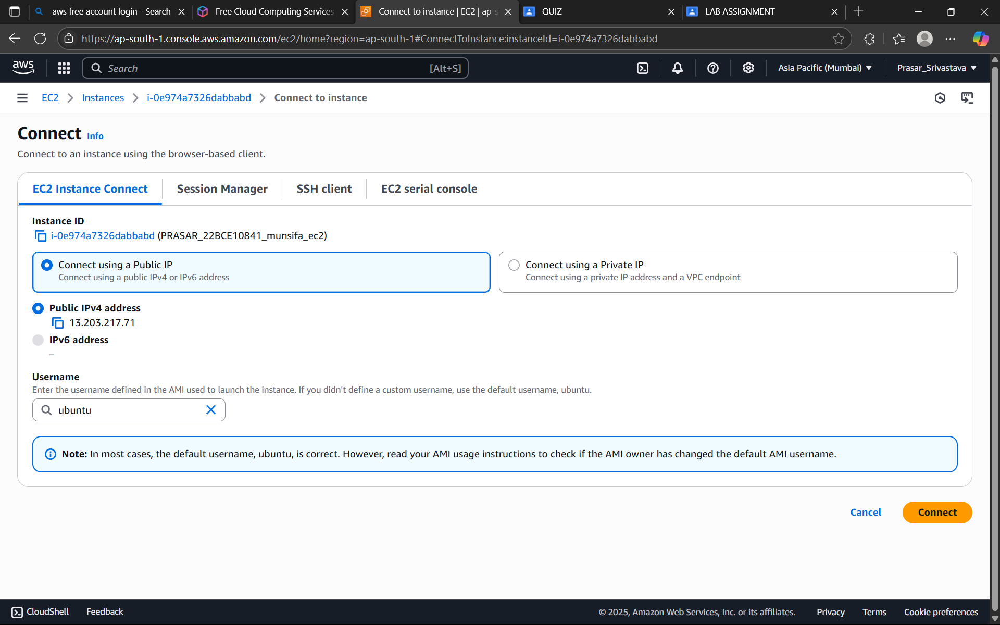 aws free account login - Search
Free Cloud Computing Services
Connect to instance | EC2 | ap-s
QUIZ
LAB ASSIGNMENT
https://ap-south-1.console.aws.amazon.com/ec2/home?region=ap-south-1#ConnectToInstance:instanceId=i-0e974a7326dabbabd
aws
Search
[Alt+S]
Asia Pacific (Mumbai)
Prasar_Srivastava
EC2
Instances
i-0e974a7326dabbabd
Connect to instance
Connect Info
Connect to an instance using the browser-based client.
EC2 Instance Connect
Session Manager
SSH client
EC2 serial console
Instance ID
i-0e974a7326dabbabd (PRASAR_22BCE10841_munsifa_ec2)
Connect using a Public IP
Connect using a public IPv4 or IPv6 address
Connect using a Private IP
Connect using a private IP address and a VPC endpoint
Public IPv4 address
13.203.217.71
IPv6 address
–
Username
Enter the username defined in the AMI used to launch the instance. If you didn't define a custom username, use the default username, ubuntu.
ubuntu
Note: In most cases, the default username, ubuntu, is correct. However, read your AMI usage instructions to check if the AMI owner has changed the default AMI username.
Cancel
Connect
CloudShell
Feedback
© 2025, Amazon Web Services, Inc. or its affiliates.
Privacy
Terms
Cookie preferences